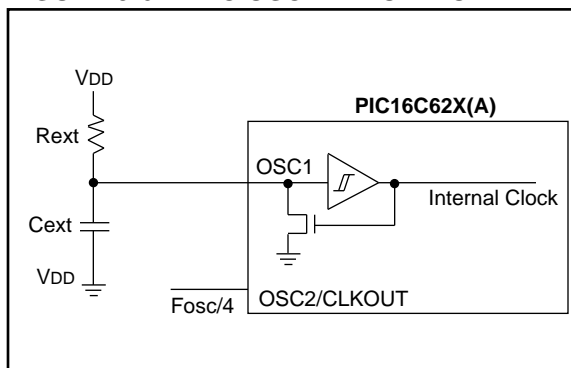 VDD
PIC16C62X(A)
Rext
OSC1
Internal Clock
Cext
VDD
Fosc/4
OSC2/CLKOUT